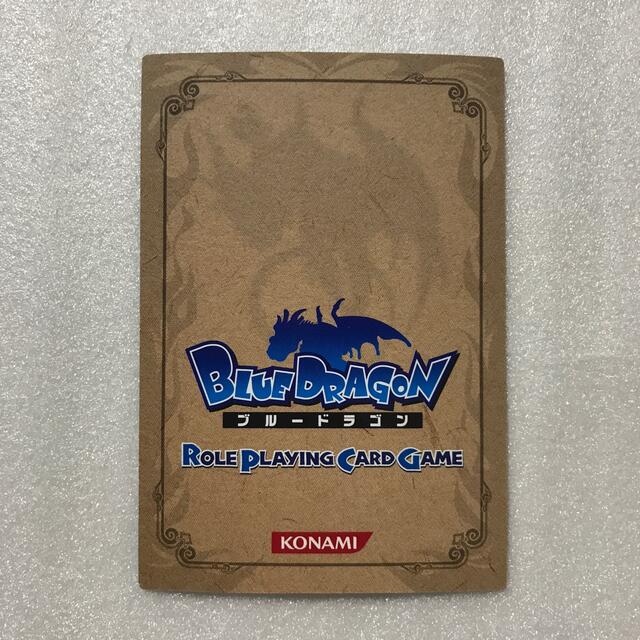 BLUE DRAGON
ブルードラゴン
ROLE PLAYING CARD GAME
KONAMI